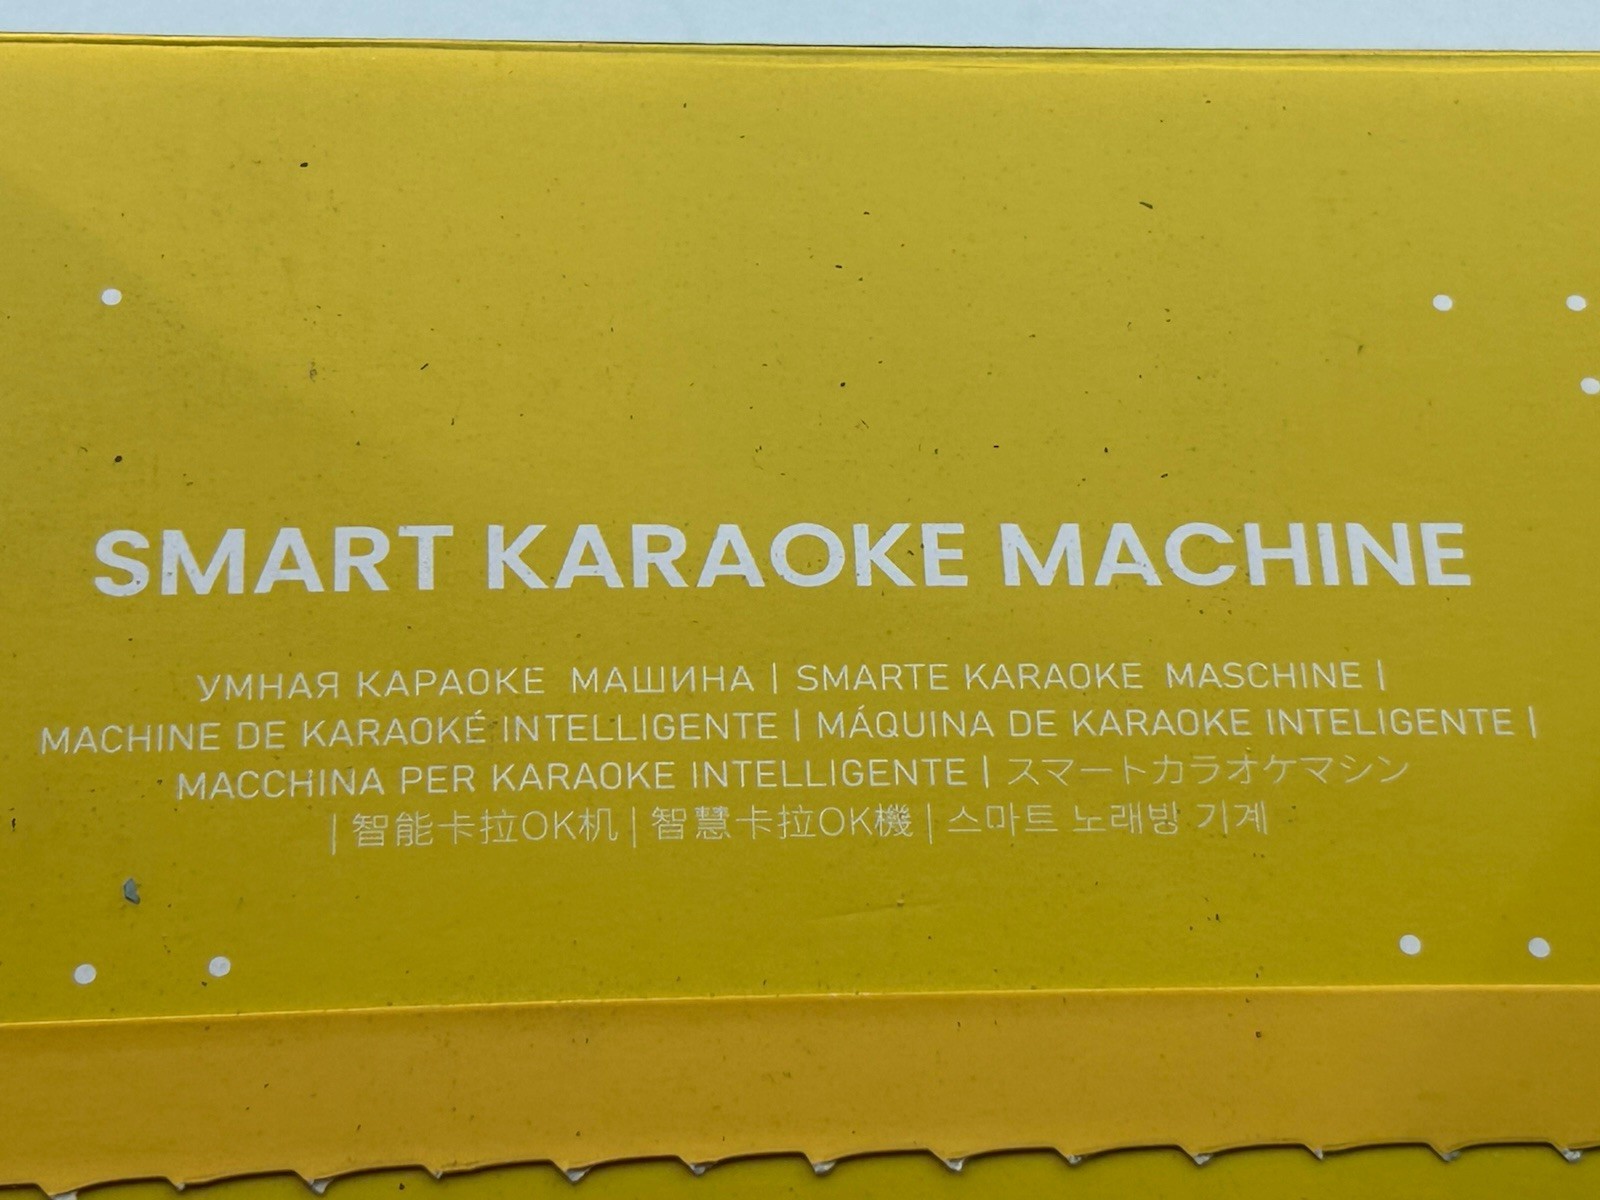 SMART KARAOKE MACHINE
УМНАЯ КАРАОКЕ МАШИНА | SMARTE KARAOKE MASCHINE |
MACHINE DE KARAOKÉ INTELLIGENTE | MÁQUINA DE KARAOKE INTELIGENTE |
MACCHINA PER KARAOKE INTELLIGENTE | スマートカラオケマシン
| 智能卡拉OK机 | 智慧卡拉OK機 | 스마트 노래방 기계